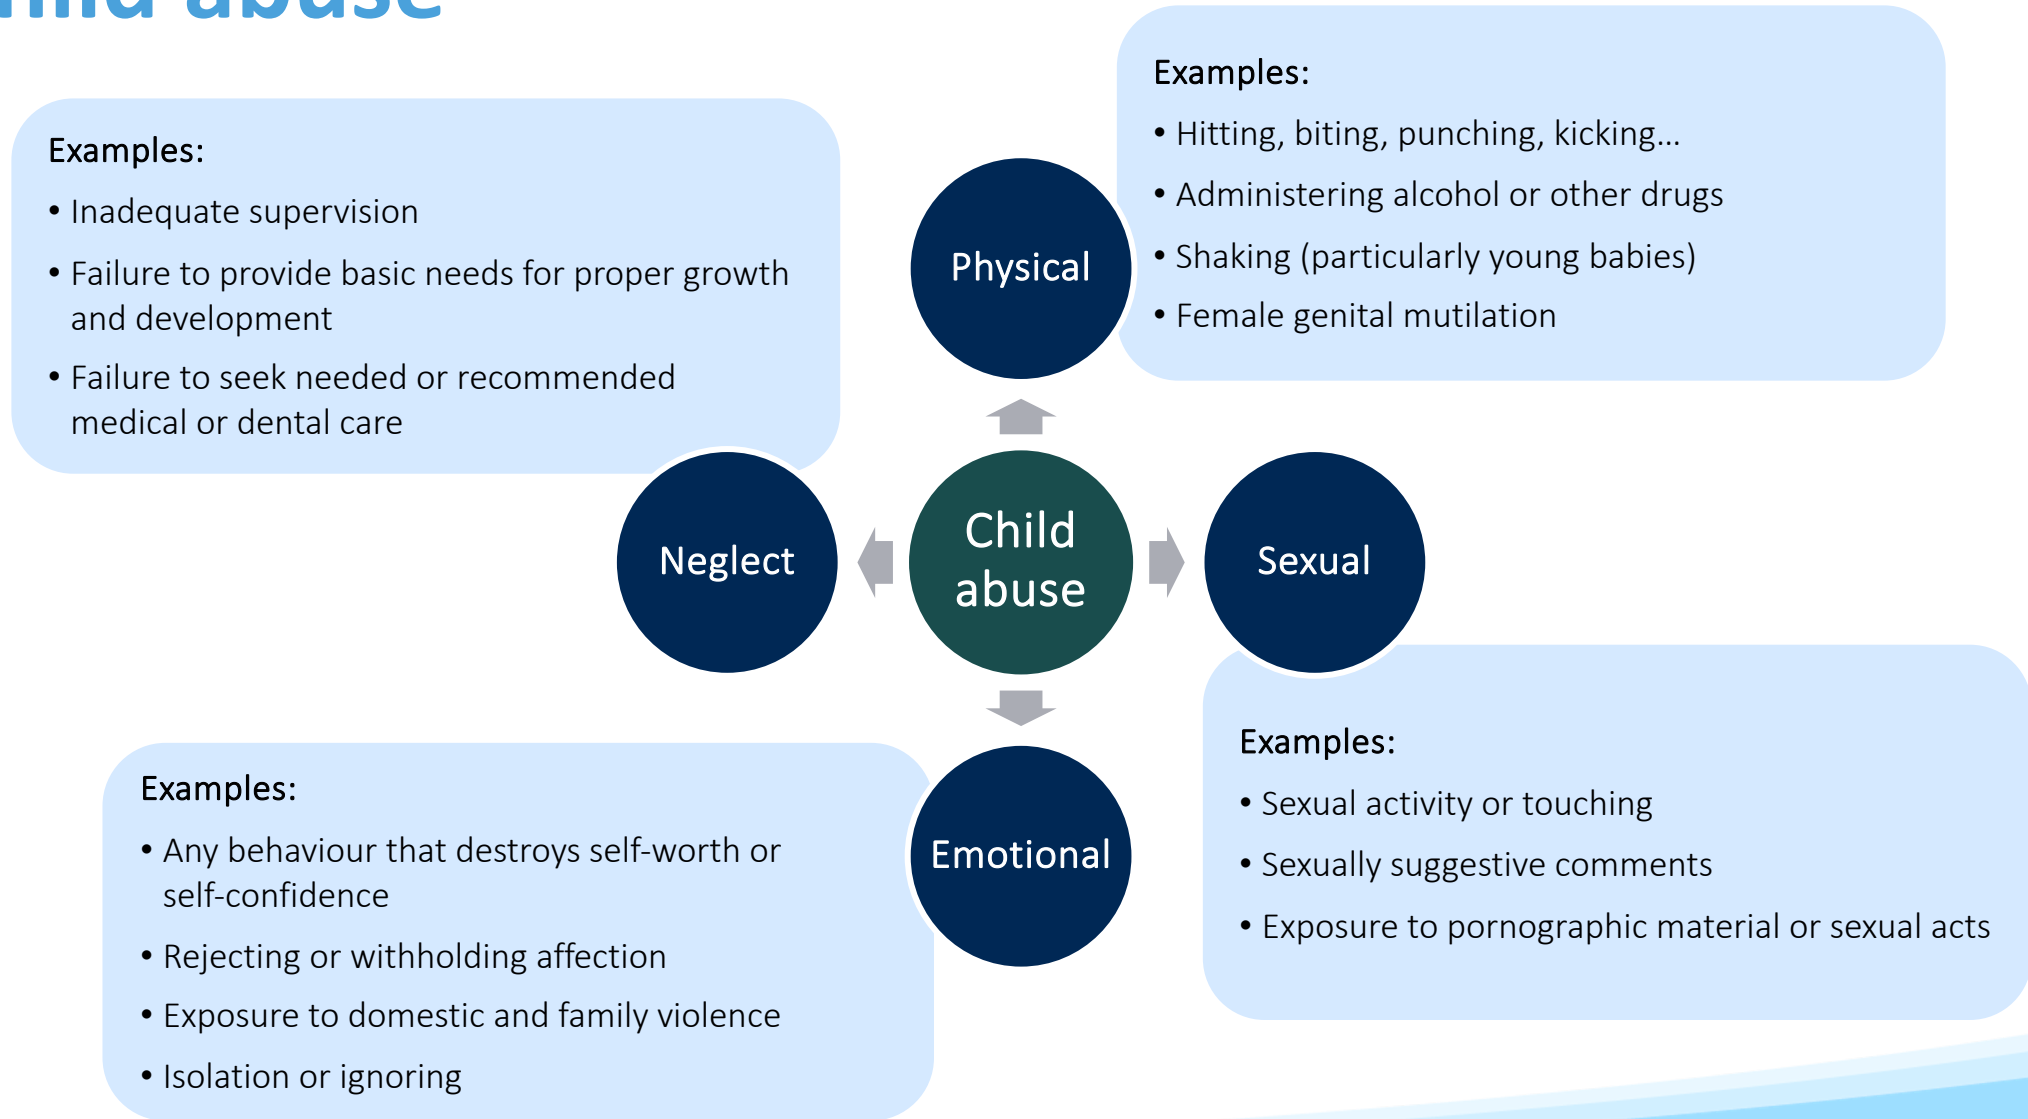 abuse
Examples:
• Hitting, biting, punching, kicking...
• Administering alcohol or other drugs
• Shaking (particularly young babies)
• Female genital mutilation
Physical
Examples:
• Inadequate supervision
• Failure to provide basic needs for proper growth
and development
• Failure to seek needed or recommended
medical or dental care
Neglect
Child
abuse
Sexual
Examples:
• Sexual activity or touching
• Sexually suggestive comments
• Exposure to pornographic material or sexual acts
Emotional
Examples:
• Any behaviour that destroys self-worth or
self-confidence
• Rejecting or withholding affection
• Exposure to domestic and family violence
• Isolation or ignoring